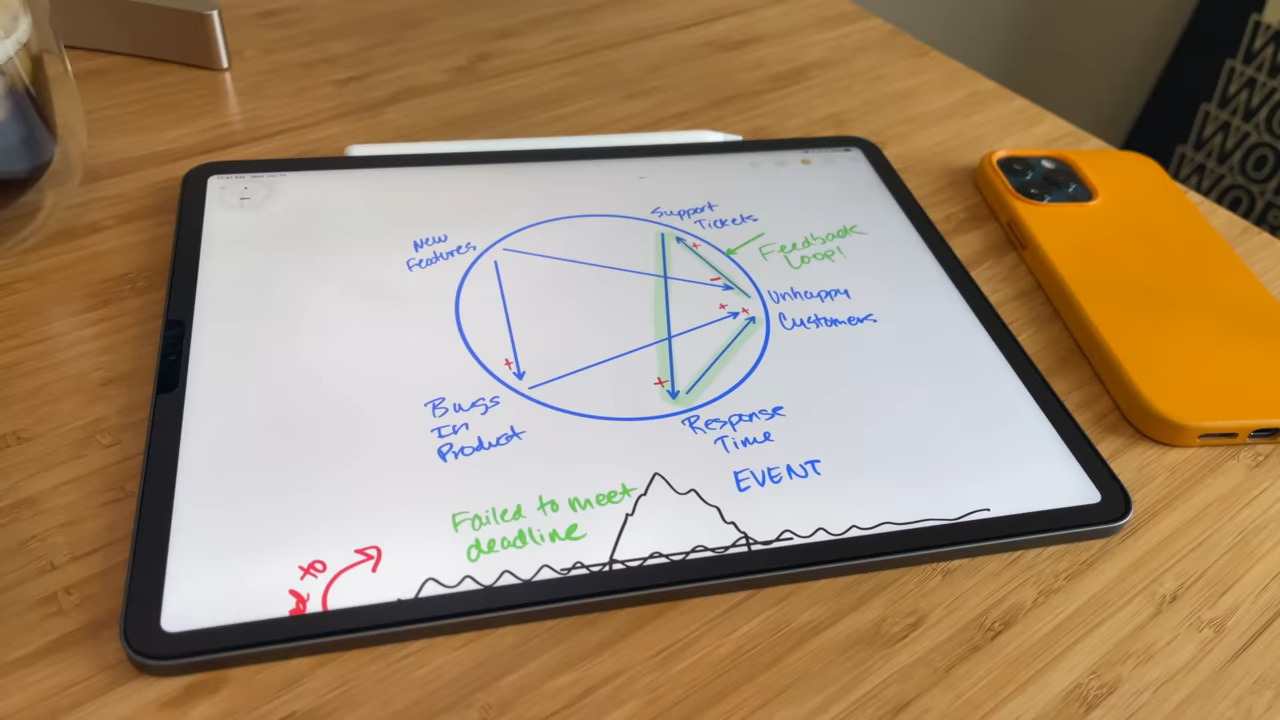 Support
Tickets
New
Features
Feedback
Loop!
+
-
Unhappy
Customers
+
+
+
+
Bugs
In
Product
Response
Time
EVENT
Failed to meet
deadline